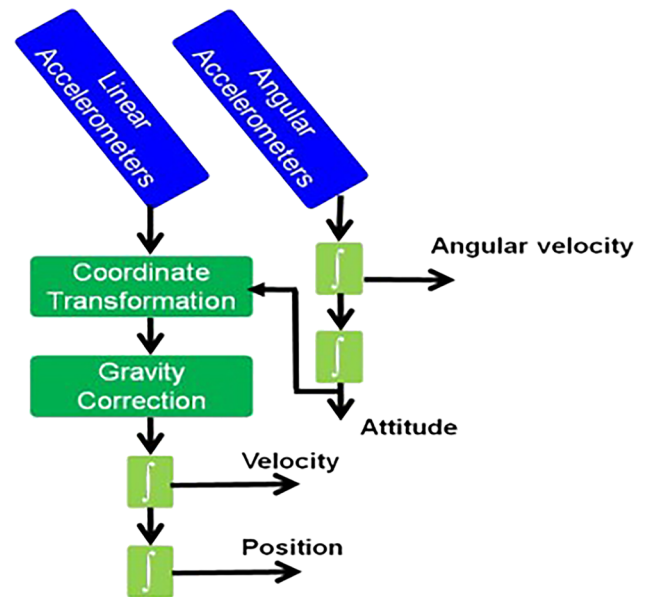 Linear
Accelerometers
Angular
Accelerometers
Angular velocity
Coordinate
Transformation
∫
∫
Gravity
Correction
Attitude
Velocity
∫
Position
∫